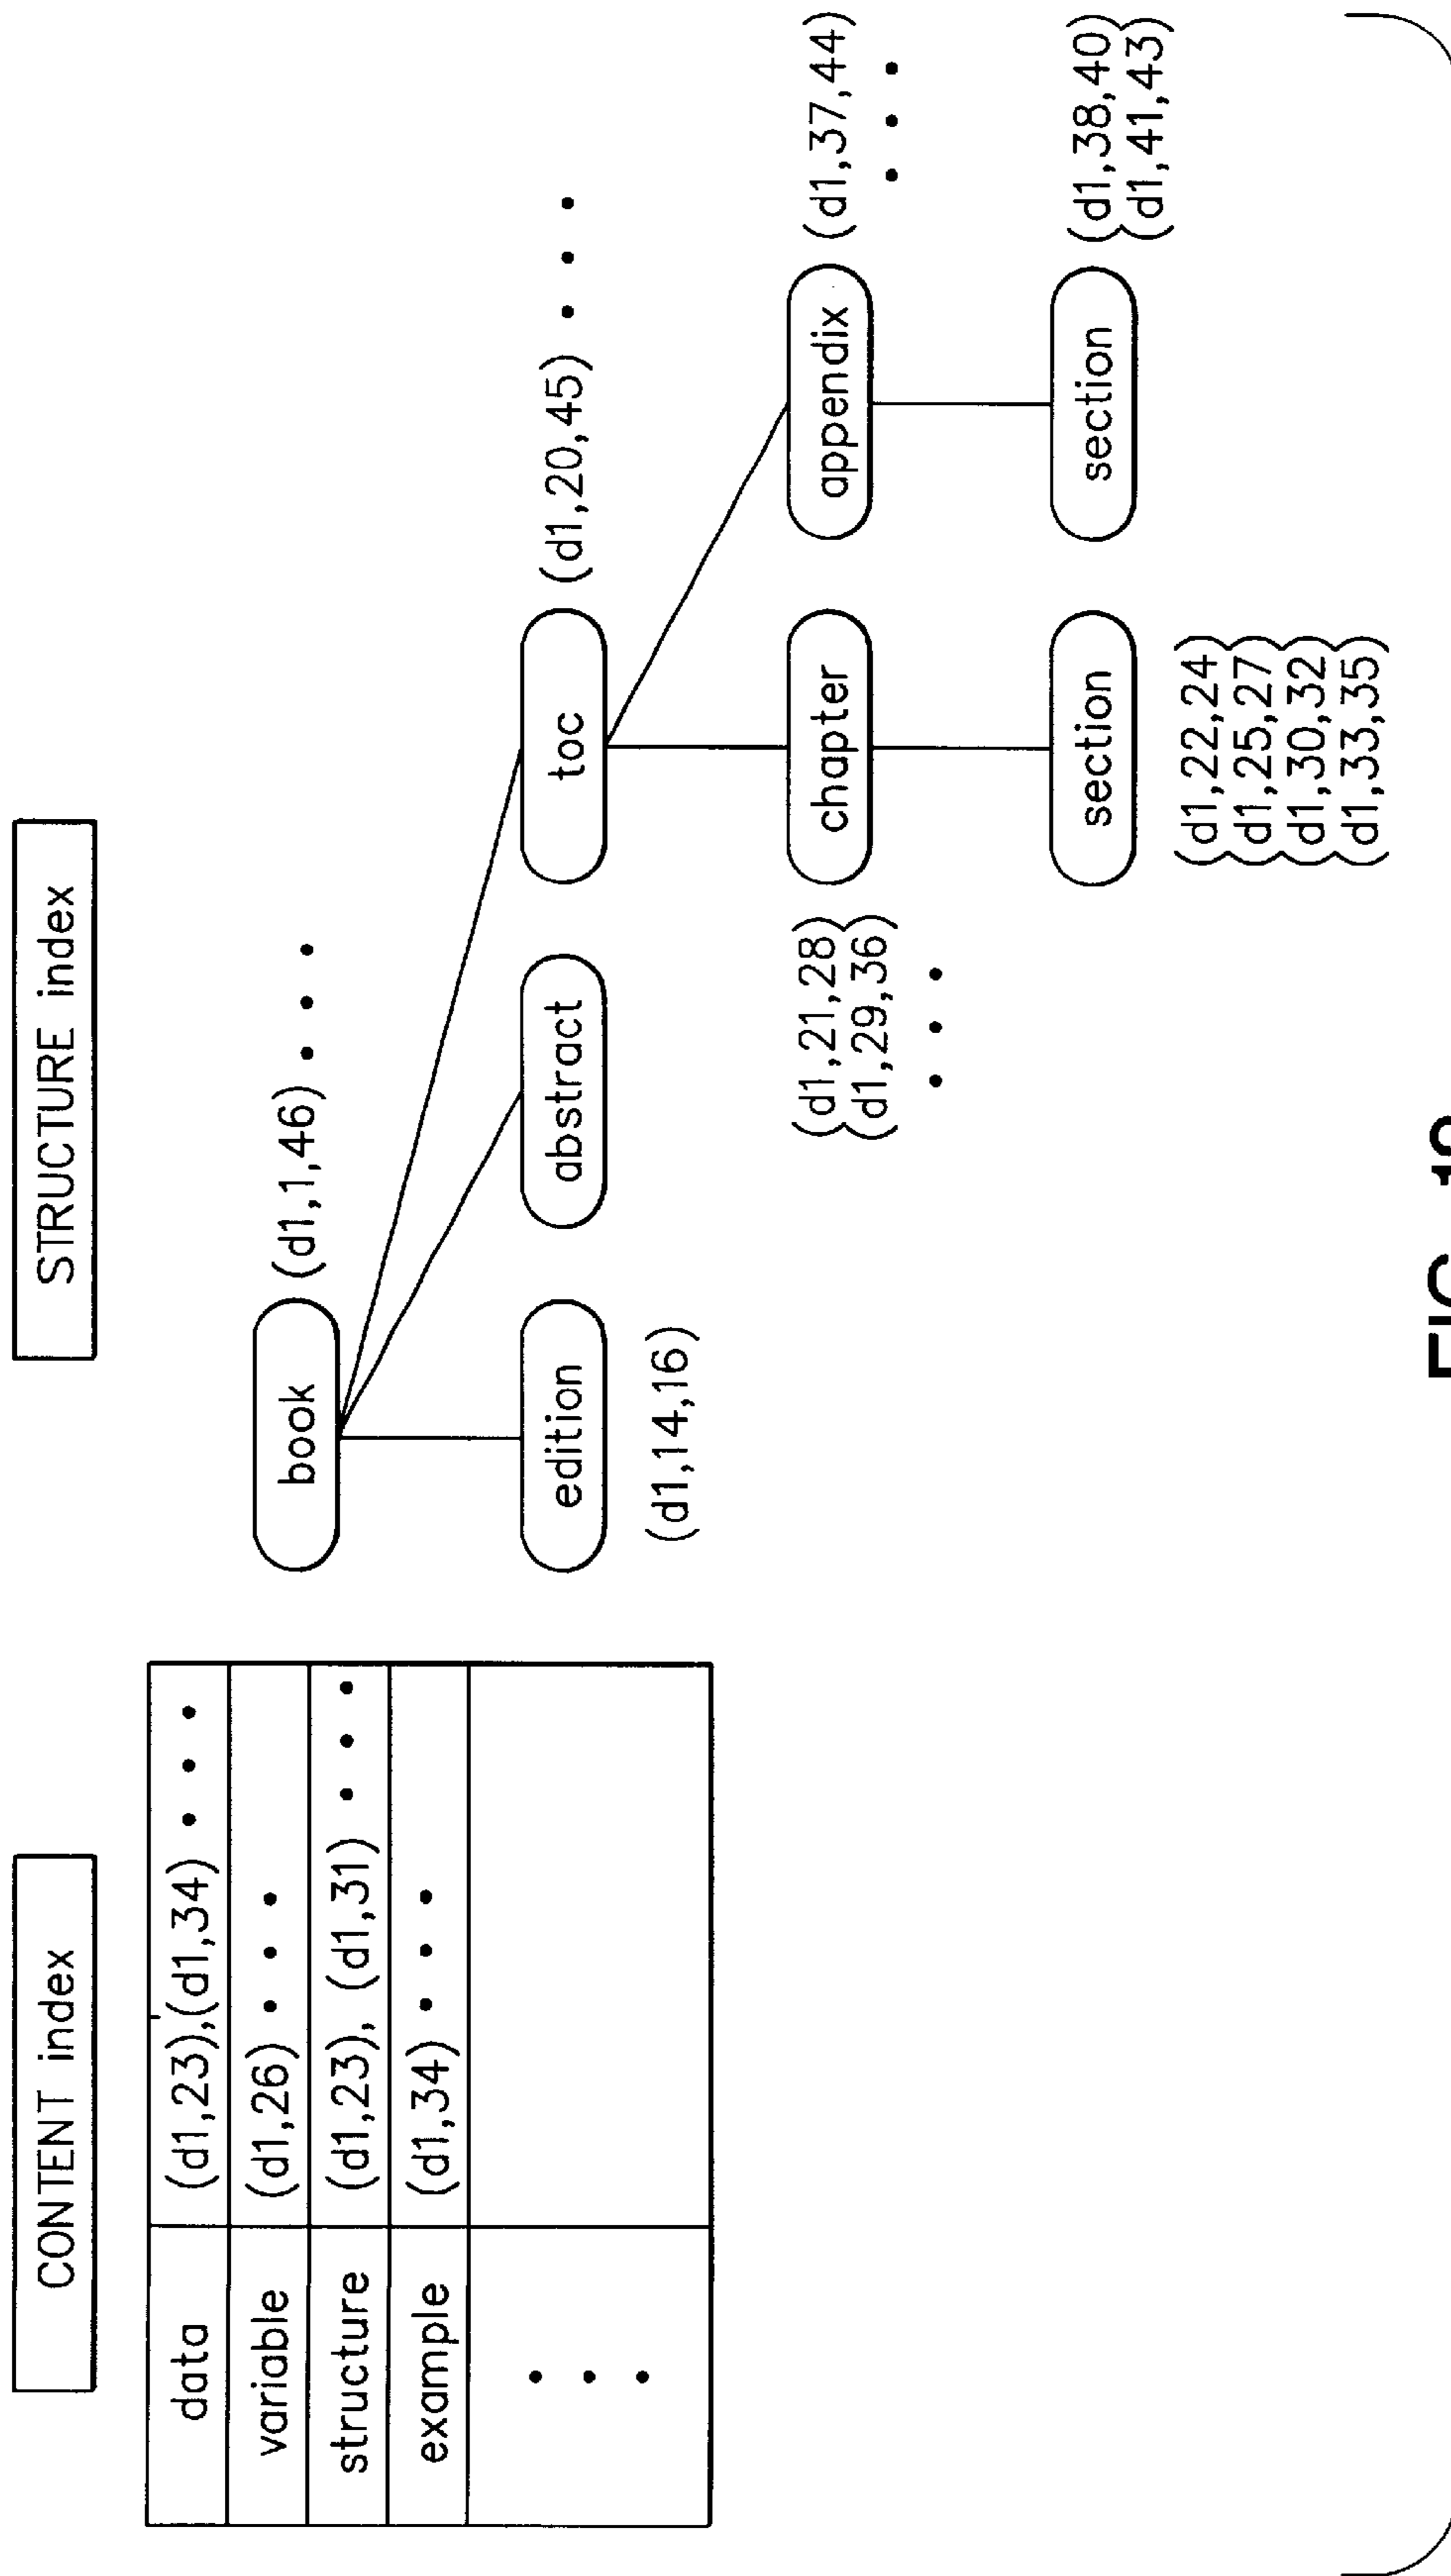 CONTENT index
data (d1,23),(d1,34) • • •
variable (d1,26) • • •
structure (d1,23), (d1,31) • • •
example (d1,34) • • •
• • •
STRUCTURE index
book (d1,1,46) • • •
edition
(d1,14,16)
abstract
toc (d1,20,45) • • •
chapter
(d1,21,28)
(d1,29,36)
• • •
appendix (d1,37,44)
• • •
section
(d1,22,24)
(d1,25,27)
(d1,30,32)
(d1,33,35)
section (d1,38,40)
(d1,41,43)